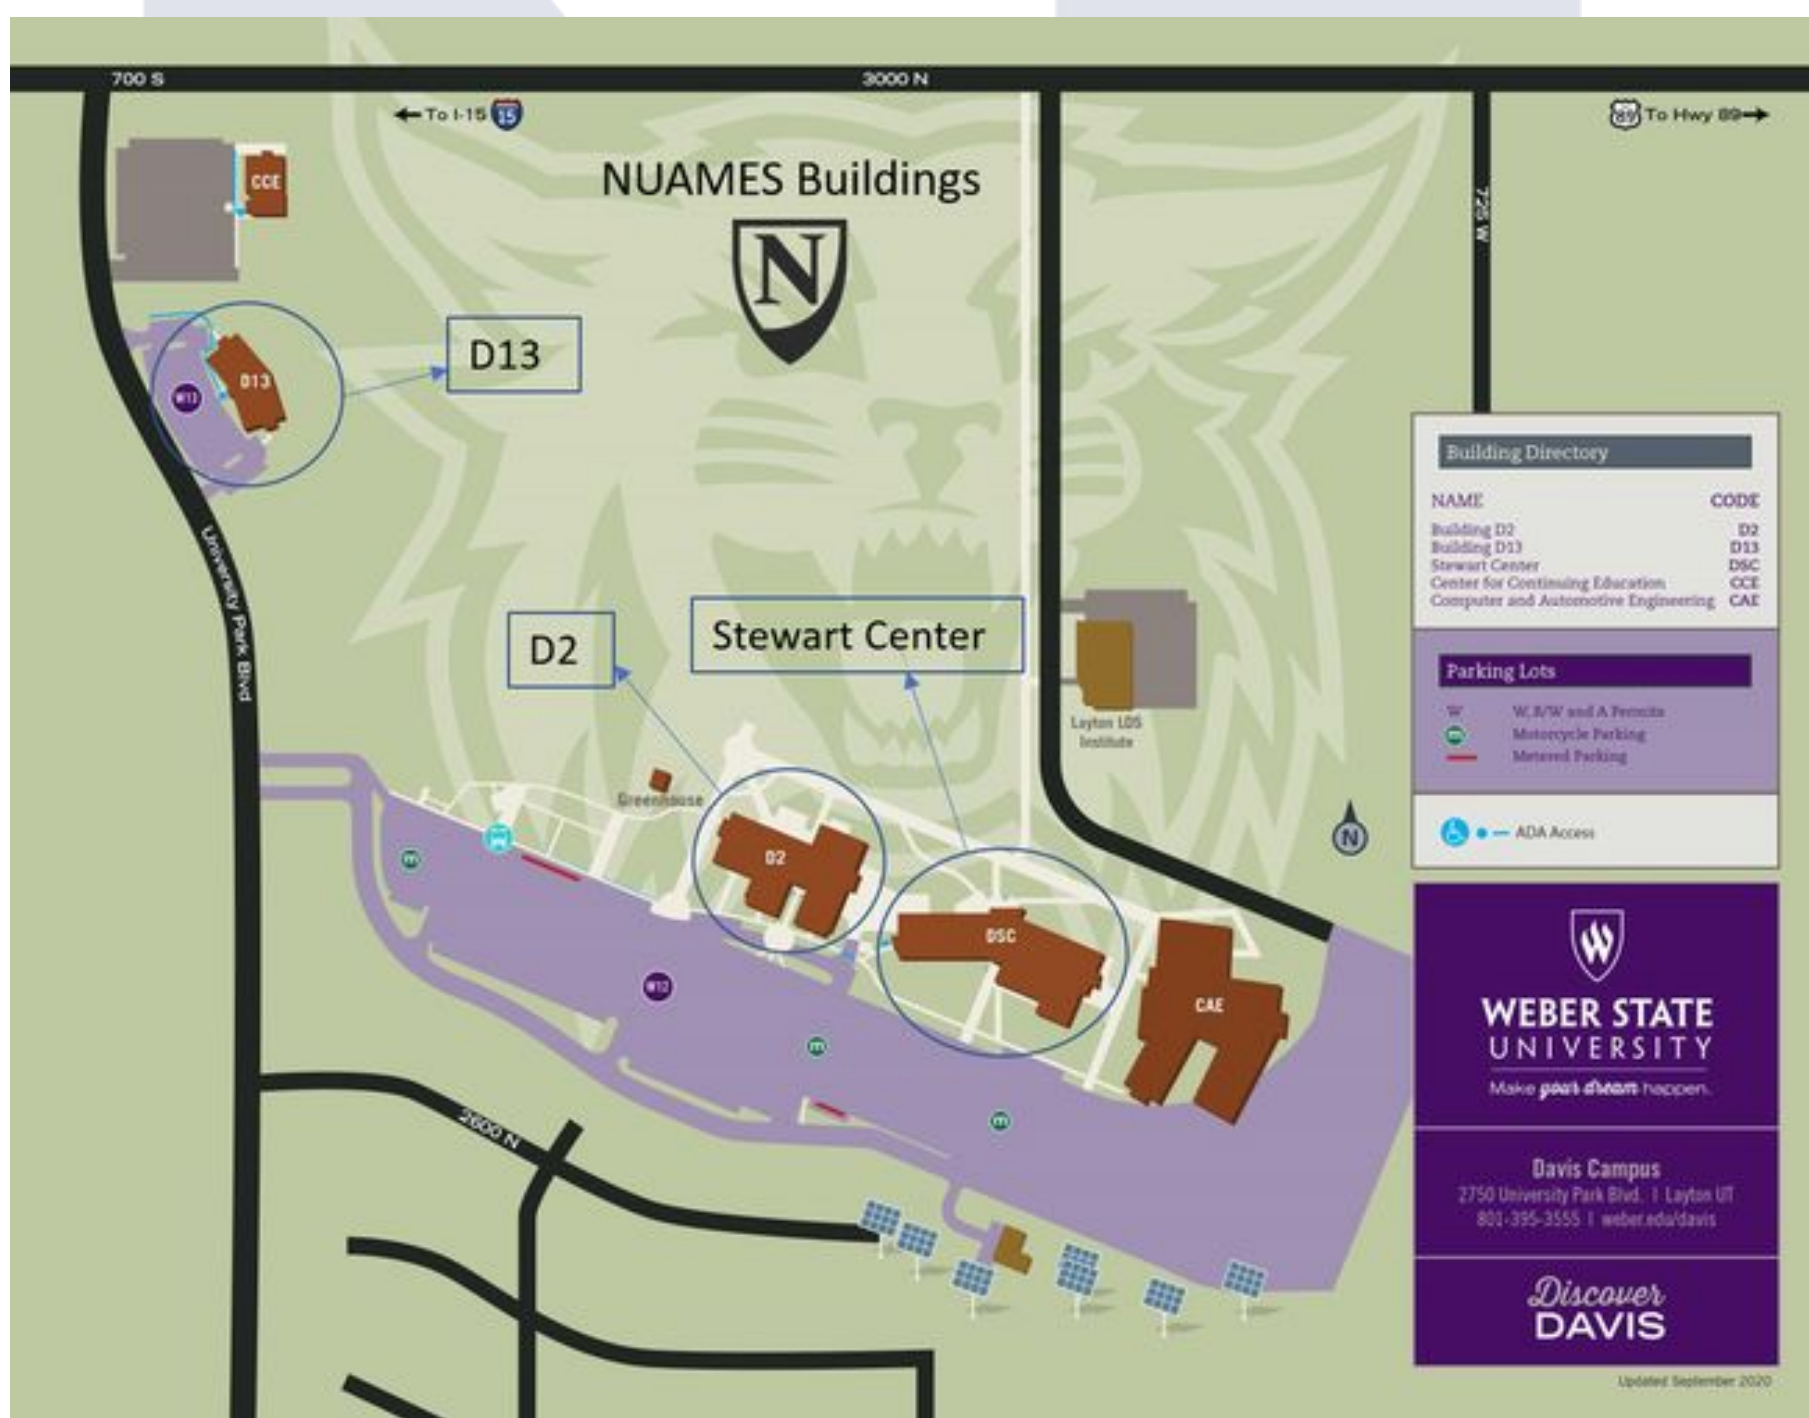 700 S
3000 N
To I-15
15
89 To Hwy 89
NUAMES Buildings
N
CCE
725 W
D13
D13
W13
University Park Blvd
D2
Stewart Center
Layton LDS
Institute
Greenhouse
D2
DSC
CAE
m
W12
m
m
2600 N
N
Building Directory
NAME CODE
Building D2 D2
Building D13 D13
Stewart Center DSC
Center for Continuing Education CCE
Computer and Automotive Engineering CAE
Parking Lots
W W, R/W and A Permits
m Motorcycle Parking
Metered Parking
ADA Access
W
WEBER STATE
UNIVERSITY
Make your dream happen.
Davis Campus
2750 University Park Blvd. | Layton UT
801-395-3555 | weber.edu/davis
Discover
DAVIS
Updated September 2020